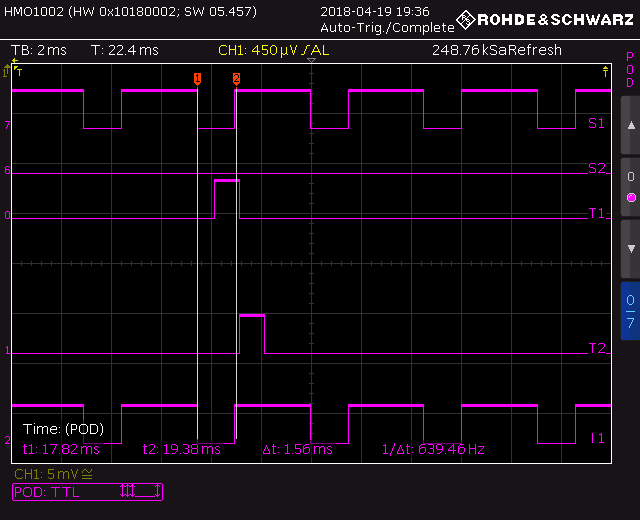 HMO1002 (HW 0x10180002; SW 05.457)
2018-04-19 19:36
Auto-Trig./Complete
ROHDE&SCHWARZ
TB: 2 ms
T: 22.4 ms
CH1: 450 µV / AL
248.76 kSa
Refresh
POD
1
T
1
2
T
7
S1
6
S2
0
T1
0
1
T2
0
7
Time: (POD)
2
I1
t1: 17.82 ms
t2: 19.38 ms
Δt: 1.56 ms
1/Δt: 639.46 Hz
CH1: 5 mV
POD: TTL